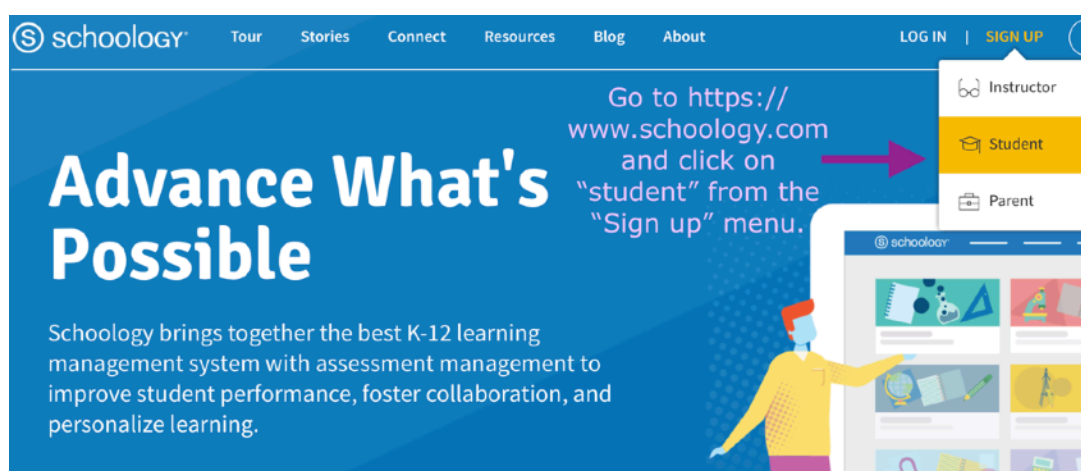 schoology®
Tour Stories Connect Resources Blog About
LOG IN | SIGN UP
Instructor
Student
Parent
Go to https://
www.schoology.com
and click on
“student” from the
“Sign up” menu.
Advance What's
Possible
Schoology brings together the best K-12 learning
management system with assessment management to
improve student performance, foster collaboration, and
personalize learning.
schoology